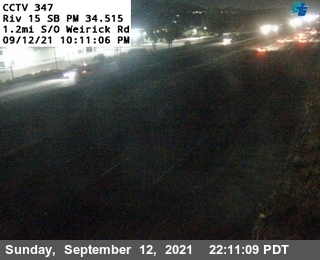 CCTV 347
Riv 15 SB PM 34.515
1.2mi S/O Weirick Rd
09/12/21 10:11:06 PM
Sunday, September 12, 2021 22:11:09 PDT